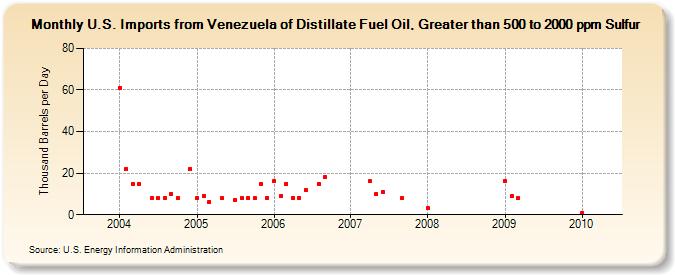 Monthly U.S. Imports from Venezuela of Distillate Fuel Oil, Greater than 500 to 2000 ppm Sulfur
Thousand Barrels per Day
80
60
40
20
0
2004 2005 2006 2007 2008 2009 2010
Source: U.S. Energy Information Administration